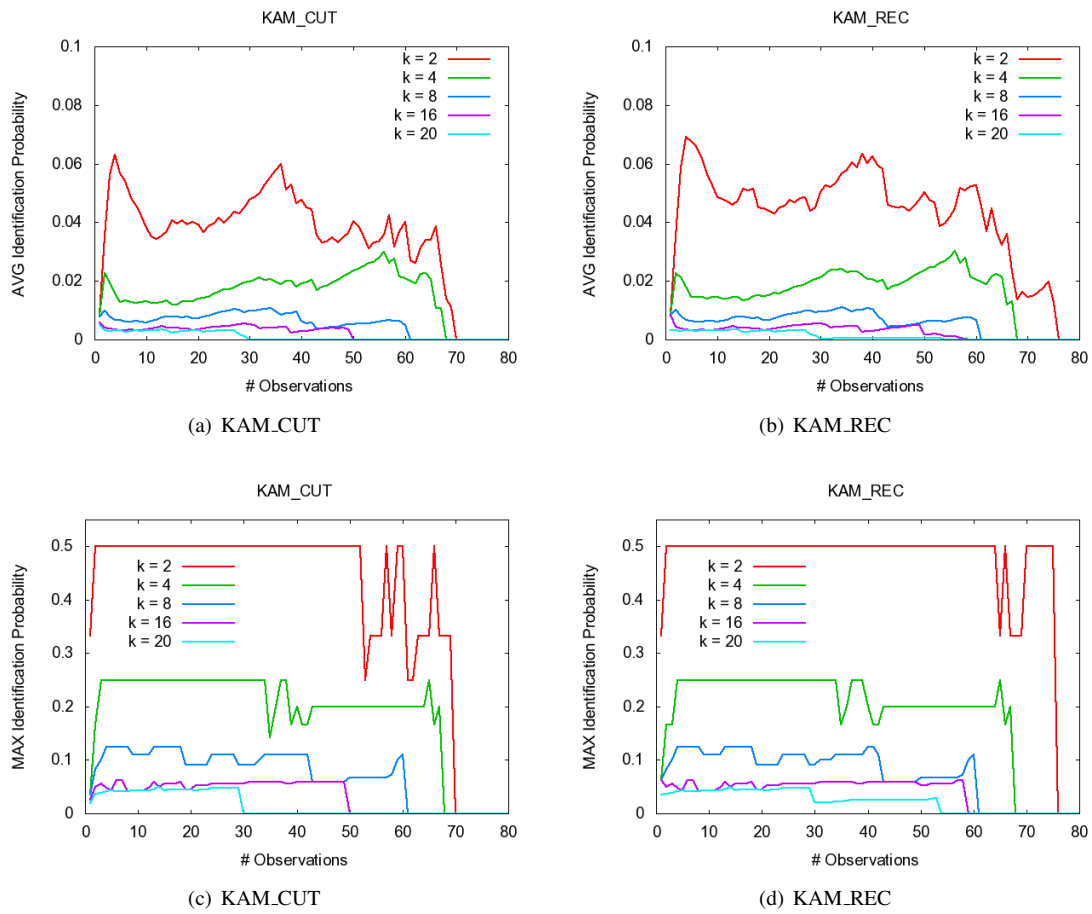 KAM_CUT
AVG Identification Probability
0.1
0.08
0.06
0.04
0.02
0
k = 2
k = 4
k = 8
k = 16
k = 20
0 10 20 30 40 50 60 70 80
# Observations
(a) KAM_CUT
KAM_REC
AVG Identification Probability
0.1
0.08
0.06
0.04
0.02
0
k = 2
k = 4
k = 8
k = 16
k = 20
0 10 20 30 40 50 60 70 80
# Observations
(b) KAM_REC
KAM_CUT
MAX Identification Probability
0.5
0.4
0.3
0.2
0.1
0
k = 2
k = 4
k = 8
k = 16
k = 20
0 10 20 30 40 50 60 70 80
# Observations
(c) KAM_CUT
KAM_REC
MAX Identification Probability
0.5
0.4
0.3
0.2
0.1
0
k = 2
k = 4
k = 8
k = 16
k = 20
0 10 20 30 40 50 60 70 80
# Observations
(d) KAM_REC